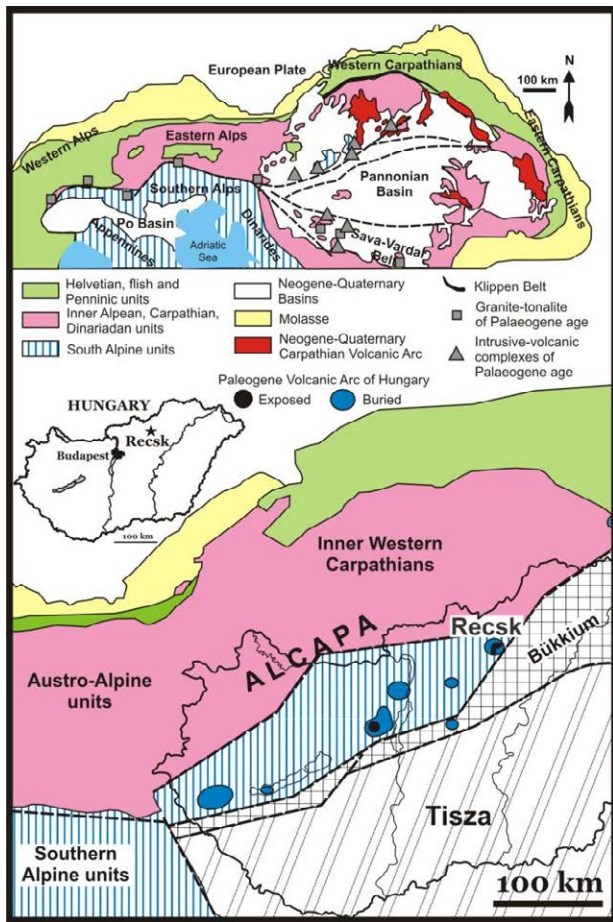 Western Carpathians
European Plate
100 km
N
Western Alps
Eastern Alps
Eastern Carpathians
Southern Alps
Pannonian
Basin
Po Basin
Appennines
Adriatic
Sea
Dinarides
Sava-Vardar
Belt
Helvetian, flish and
Penninic units
Inner Alpean, Carpathian,
Dinariadan units
South Alpine units
Neogene-Quaternary
Basins
Molasse
Neogene-Quaternary
Carpathian Volcanic Arc
Klippen Belt
Granite-tonalite
of Palaeogene age
Intrusive-volcanic
complexes of
Palaeogene age
Paleogene Volcanic Arc of Hungary
Exposed
Buried
HUNGARY
Recsk
Budapest
100 km
Inner Western
Carpathians
ALCAPA
Recsk
Bükkium
Austro-Alpine
units
Tisza
Southern
Alpine units
100 km